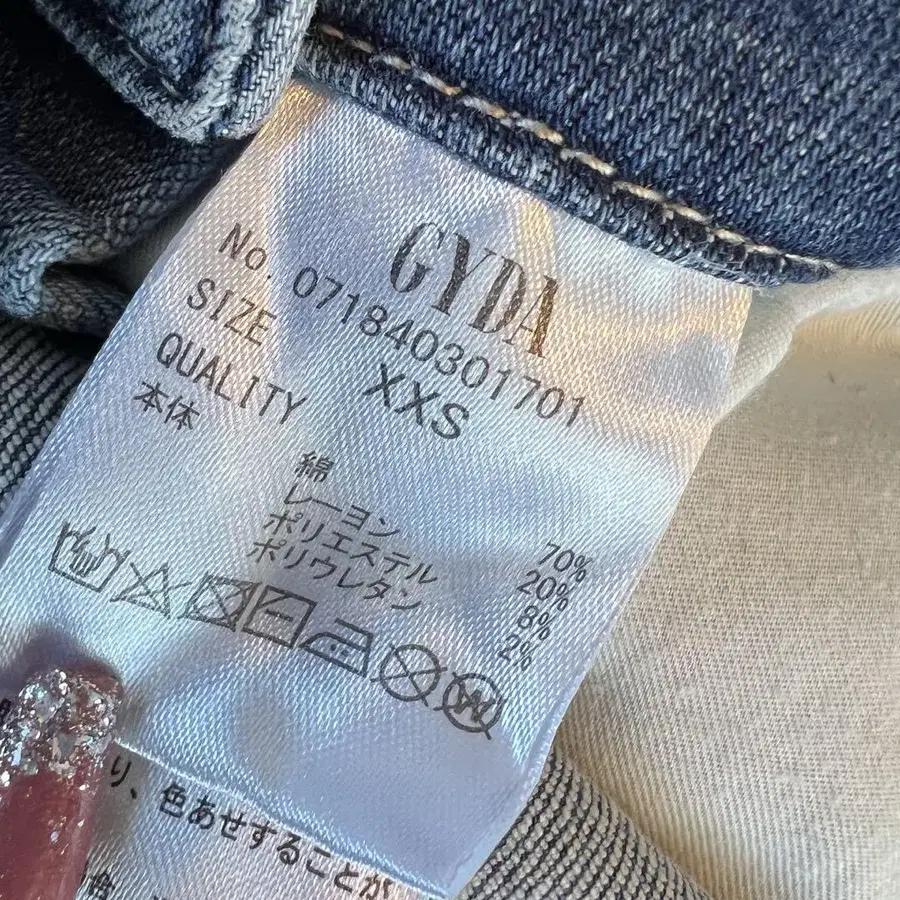 GYDA
No. 071840301701
SIZE XXS
QUALITY
本体
綿 70%
レーヨン 20%
ポリエステル 8%
ポリウレタン 2%
り、色あせすることが